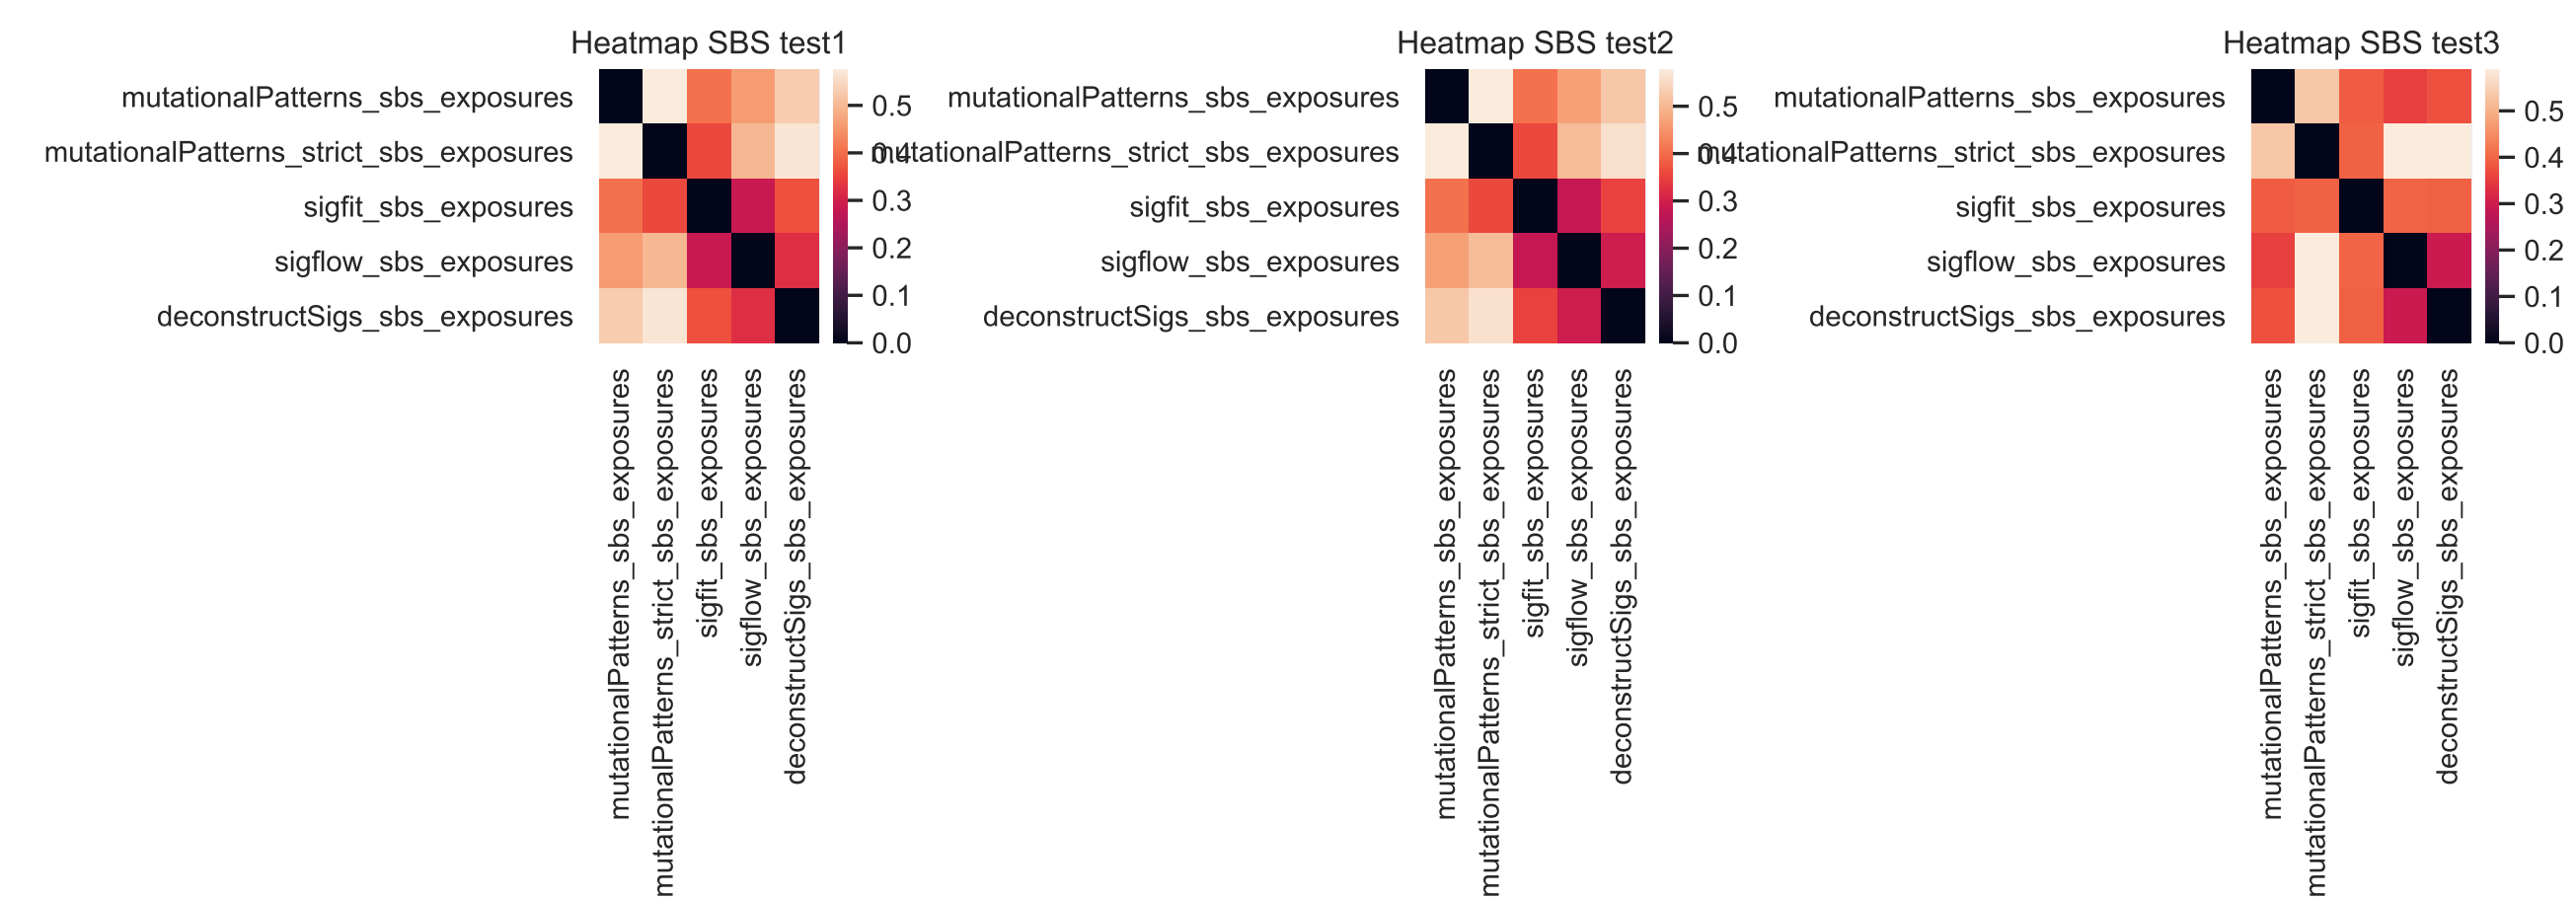 Heatmap SBS test1
mutationalPatterns_sbs_exposures
mutationalPatterns_strict_sbs_exposures
sigfit_sbs_exposures
sigflow_sbs_exposures
deconstructSigs_sbs_exposures
0.5
0.4
0.3
0.2
0.1
0.0
mutationalPatterns_sbs_exposures
mutationalPatterns_strict_sbs_exposures
sigfit_sbs_exposures
sigflow_sbs_exposures
deconstructSigs_sbs_exposures
Heatmap SBS test2
mutationalPatterns_sbs_exposures
mutationalPatterns_strict_sbs_exposures
sigfit_sbs_exposures
sigflow_sbs_exposures
deconstructSigs_sbs_exposures
0.5
0.4
0.3
0.2
0.1
0.0
mutationalPatterns_sbs_exposures
mutationalPatterns_strict_sbs_exposures
sigfit_sbs_exposures
sigflow_sbs_exposures
deconstructSigs_sbs_exposures
Heatmap SBS test3
mutationalPatterns_sbs_exposures
mutationalPatterns_strict_sbs_exposures
sigfit_sbs_exposures
sigflow_sbs_exposures
deconstructSigs_sbs_exposures
0.5
0.4
0.3
0.2
0.1
0.0
mutationalPatterns_sbs_exposures
mutationalPatterns_strict_sbs_exposures
sigfit_sbs_exposures
sigflow_sbs_exposures
deconstructSigs_sbs_exposures